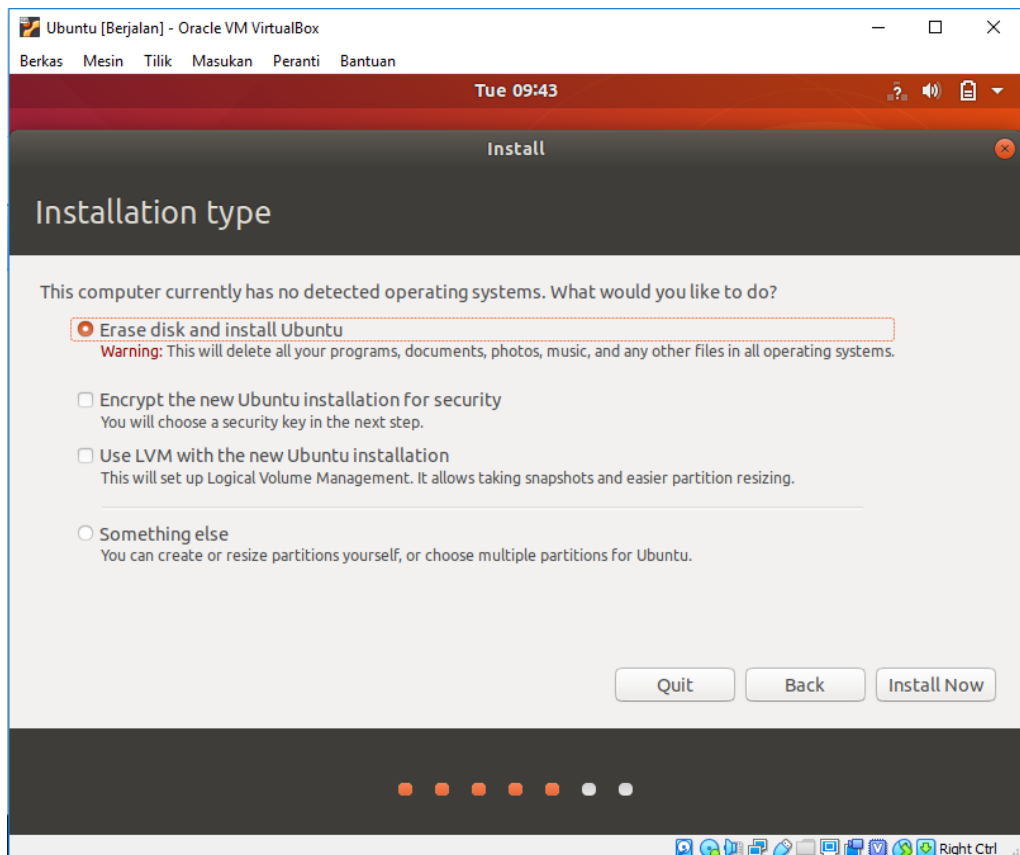 Ubuntu [Berjalan] - Oracle VM VirtualBox
Berkas Mesin Tilik Masukan Peranti Bantuan
Tue 09:43
?
Install
Installation type
This computer currently has no detected operating systems. What would you like to do?
Erase disk and install Ubuntu
Warning: This will delete all your programs, documents, photos, music, and any other files in all operating systems.
Encrypt the new Ubuntu installation for security
You will choose a security key in the next step.
Use LVM with the new Ubuntu installation
This will set up Logical Volume Management. It allows taking snapshots and easier partition resizing.
Something else
You can create or resize partitions yourself, or choose multiple partitions for Ubuntu.
Quit Back Install Now
Right Ctrl